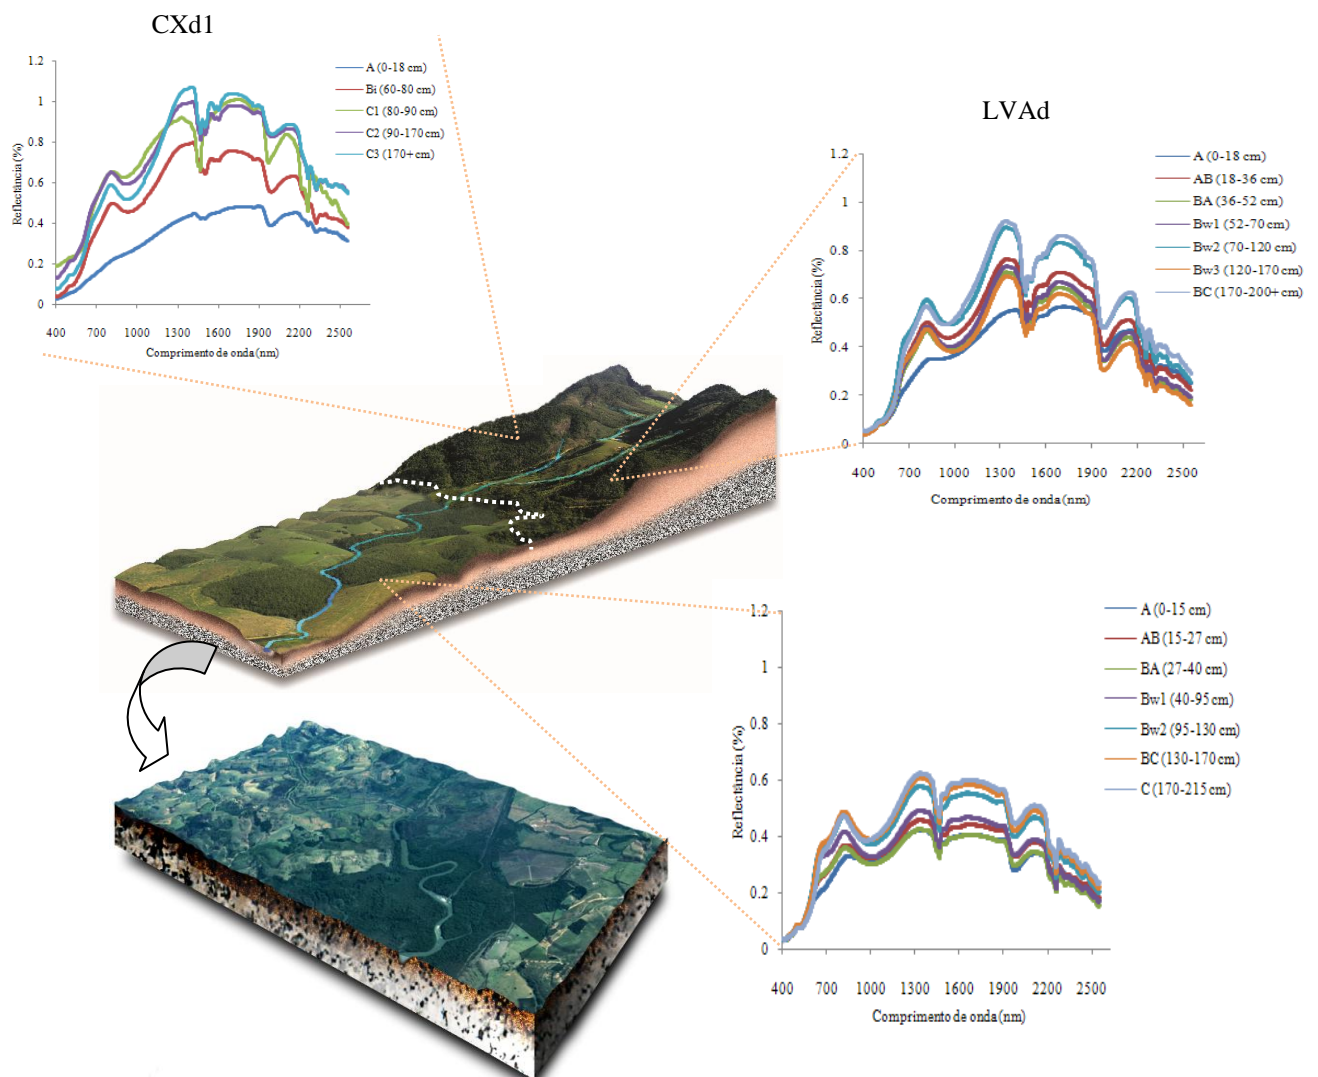 CXd1
1.2
1
0.8
0.6
0.4
0.2
0
Reflectância (%)
400 700 1000 1300 1600 1900 2200 2500
Comprimento de onda (nm)
A (0-18 cm)
Bi (60-80 cm)
C1 (80-90 cm)
C2 (90-170 cm)
C3 (170+ cm)
LVAd
1.2
1
0.8
0.6
0.4
0.2
0
Reflectância (%)
400 700 1000 1300 1600 1900 2200 2500
Comprimento de onda (nm)
A (0-18 cm)
AB (18-36 cm)
BA (36-52 cm)
Bw1 (52-70 cm)
Bw2 (70-120 cm)
Bw3 (120-170 cm)
BC (170-200+ cm)
1.2
1
0.8
0.6
0.4
0.2
0
Reflectância (%)
400 700 1000 1300 1600 1900 2200 2500
Comprimento de onda (nm)
A (0-15 cm)
AB (15-27 cm)
BA (27-40 cm)
Bw1 (40-95 cm)
Bw2 (95-130 cm)
BC (130-170 cm)
C (170-215 cm)